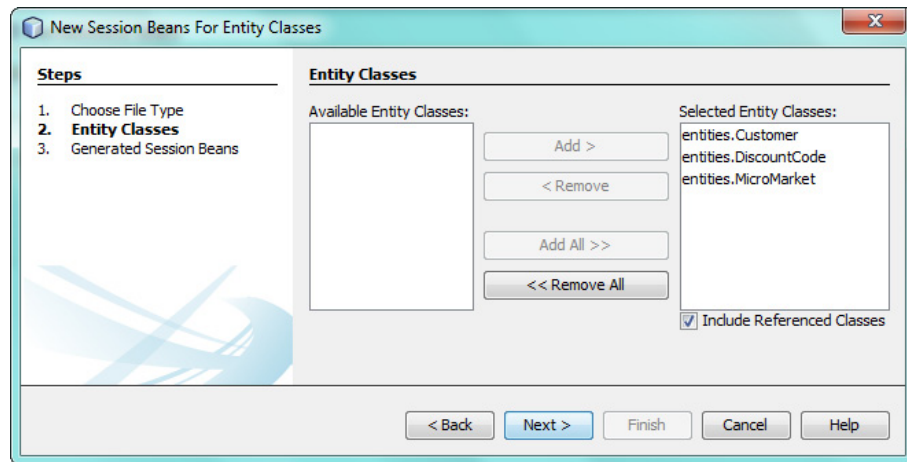 New Session Beans For Entity Classes
Steps
1. Choose File Type
2. Entity Classes
3. Generated Session Beans
Entity Classes
Available Entity Classes:
Add >
< Remove
Add All >>
<< Remove All
Selected Entity Classes:
entities.Customer
entities.DiscountCode
entities.MicroMarket
Include Referenced Classes
< Back Next > Finish Cancel Help